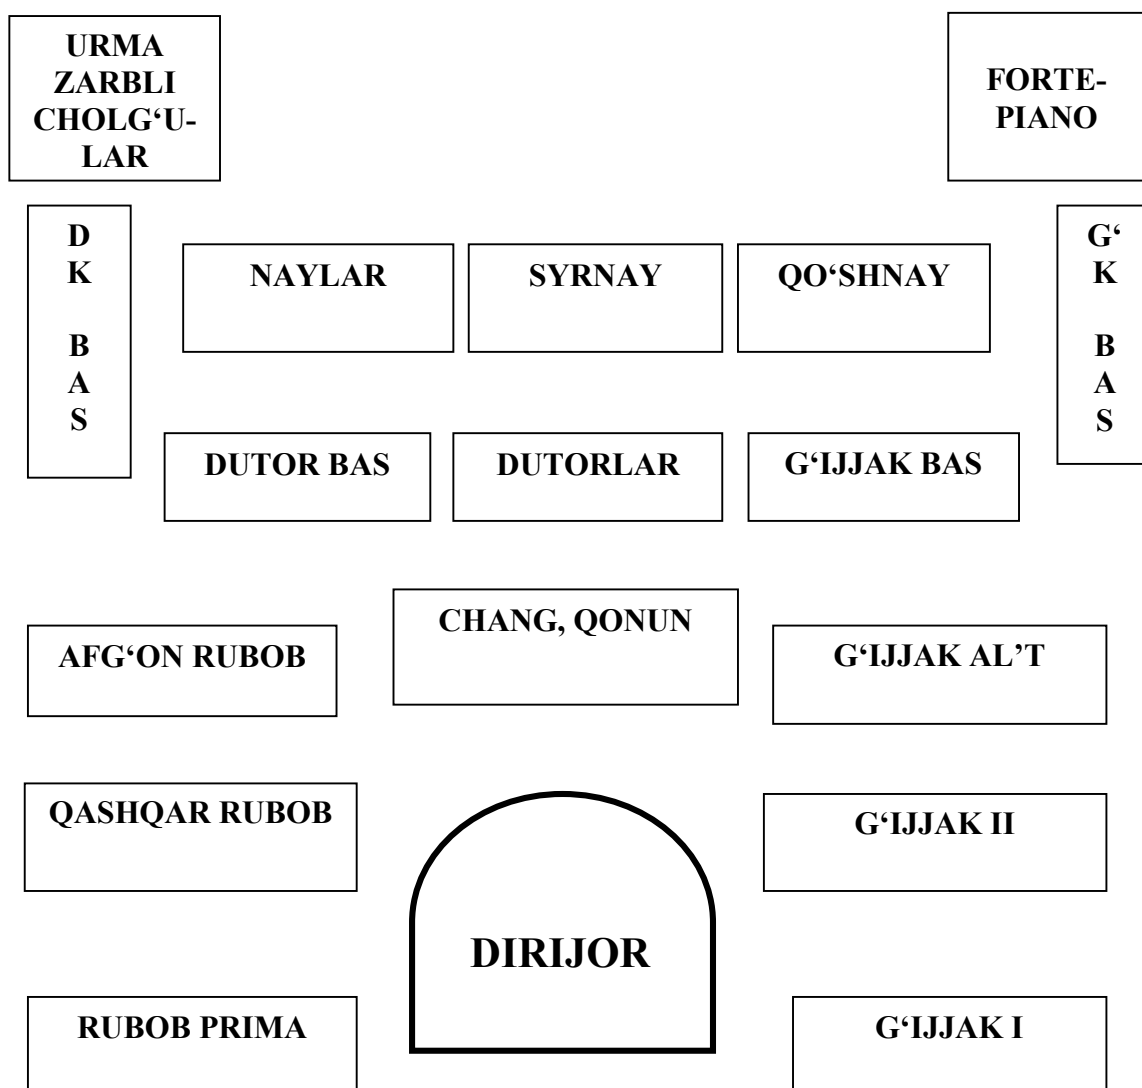 URMA
ZARBLI
CHOLG‘U-
LAR
FORTE-
PIANO
D
K
B
A
S
NAYLAR
SYRNAY
QO‘SHNAY
G‘
K
B
A
S
DUTOR BAS
DUTORLAR
G‘IJJAK BAS
CHANG, QONUN
AFG‘ON RUBOB
G‘IJJAK AL’T
QASHQAR RUBOB
G‘IJJAK II
DIRIJOR
RUBOB PRIMA
G‘IJJAK I